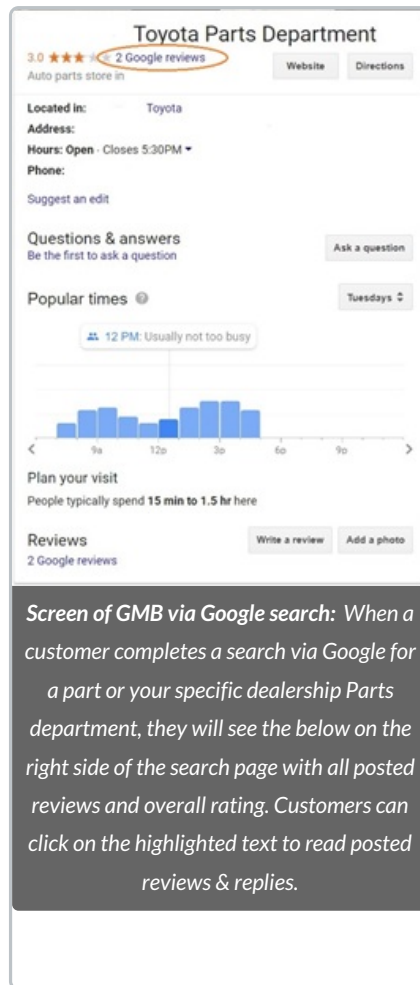 Toyota Parts Department
3.0 ★★★★★ 2 Google reviews
Website
Directions
Auto parts store in
Located in: Toyota
Address:
Hours: Open · Closes 5:30PM
Phone:
Suggest an edit
Questions & answers
Be the first to ask a question
Ask a question
Popular times
Tuesdays
12 PM: Usually not too busy
9a 12p 3p 6p 9p
Plan your visit
People typically spend 15 min to 1.5 hr here
Reviews
Write a review
Add a photo
2 Google reviews
Screen of GMB via Google search: When a
customer completes a search via Google for
a part or your specific dealership Parts
department, they will see the below on the
right side of the search page with all posted
reviews and overall rating. Customers can
click on the highlighted text to read posted
reviews & replies.